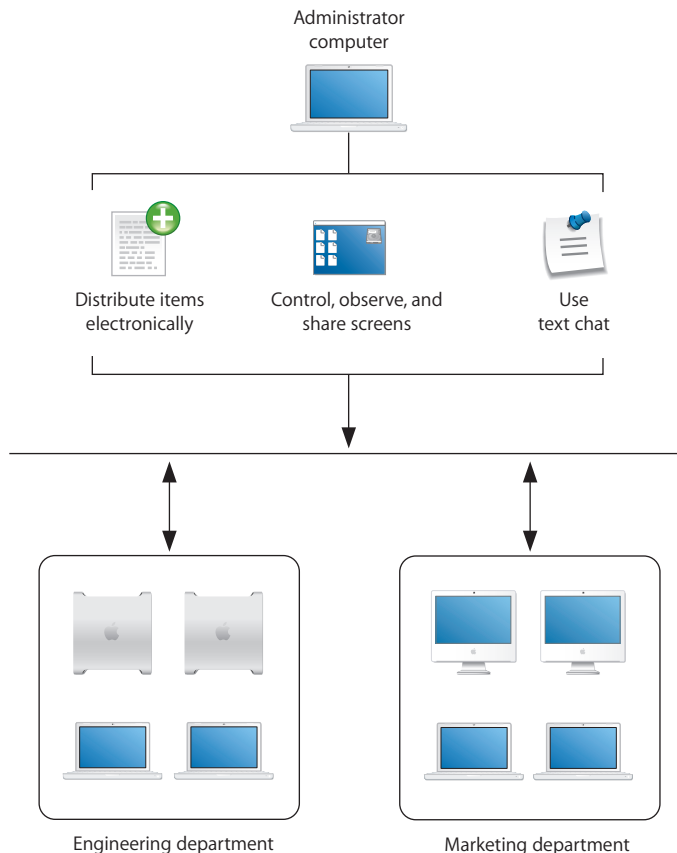 Administrator
computer
Distribute items
electronically
Control, observe, and
share screens
Use
text chat
Engineering department
Marketing department